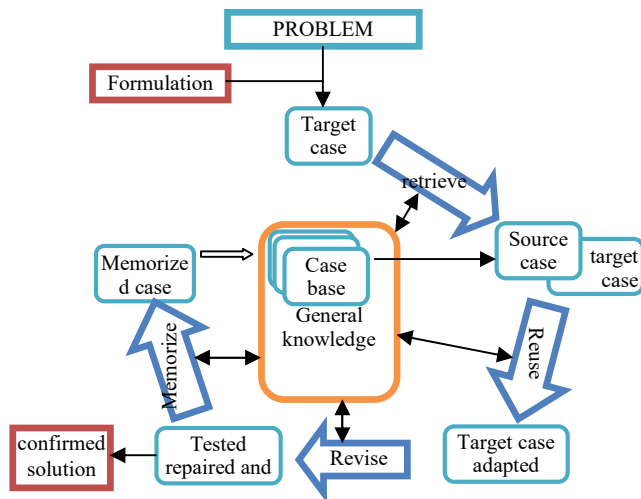 PROBLEM
Formulation
Target
case
retrieve
Source
case
target
case
Memorize
d case
Case
base
General
knowledge
Memorize
Reuse
confirmed
solution
Tested
repaired and
Revise
Target case
adapted